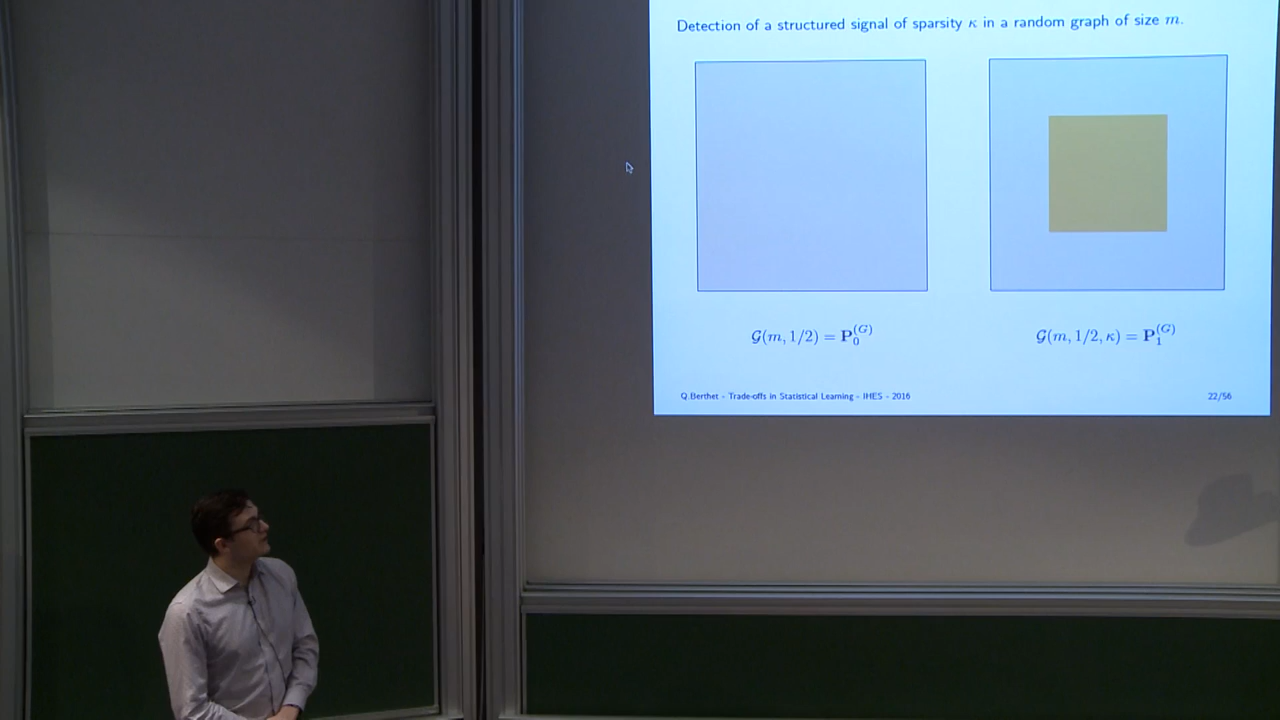 Detection of a structured signal of sparsity κ in a random graph of size m.
𝒢(m, 1/2) = P₀⁽ᴳ⁾
𝒢(m, 1/2, κ) = P₁⁽ᴳ⁾
Q.Berthet - Trade-offs in Statistical Learning - IHES - 2016
22/56